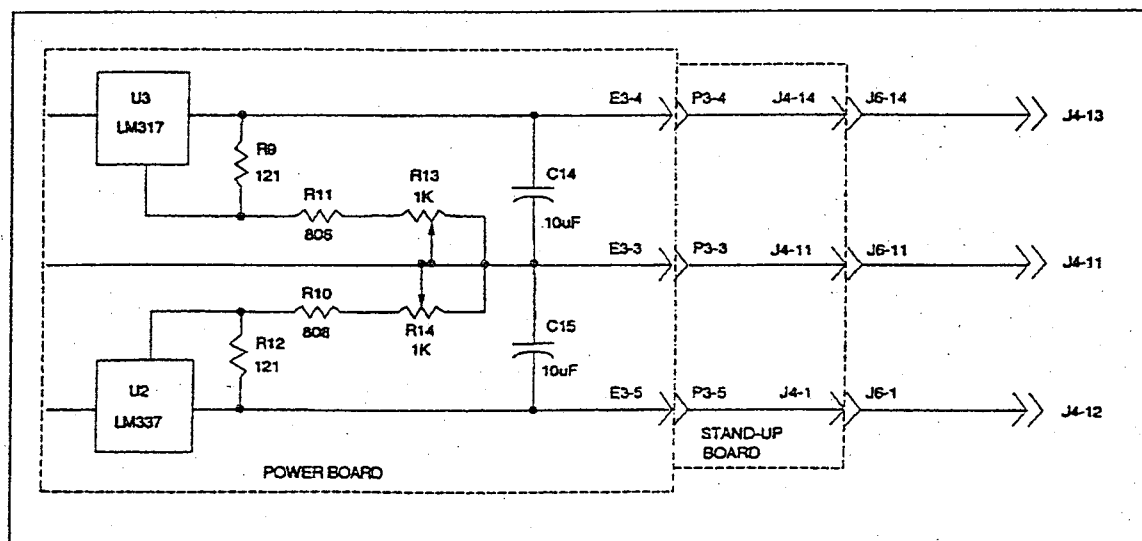 U3
LM317
R9
121
R11
806
R13
1K
C14
10uF
E3-4
P3-4
J4-14
J6-14
J4-13
E3-3
P3-3
J4-11
J6-11
J4-11
R10
806
R14
1K
C15
10uF
R12
121
U2
LM337
E3-5
P3-5
J4-1
J6-1
J4-12
STAND-UP
BOARD
POWER BOARD